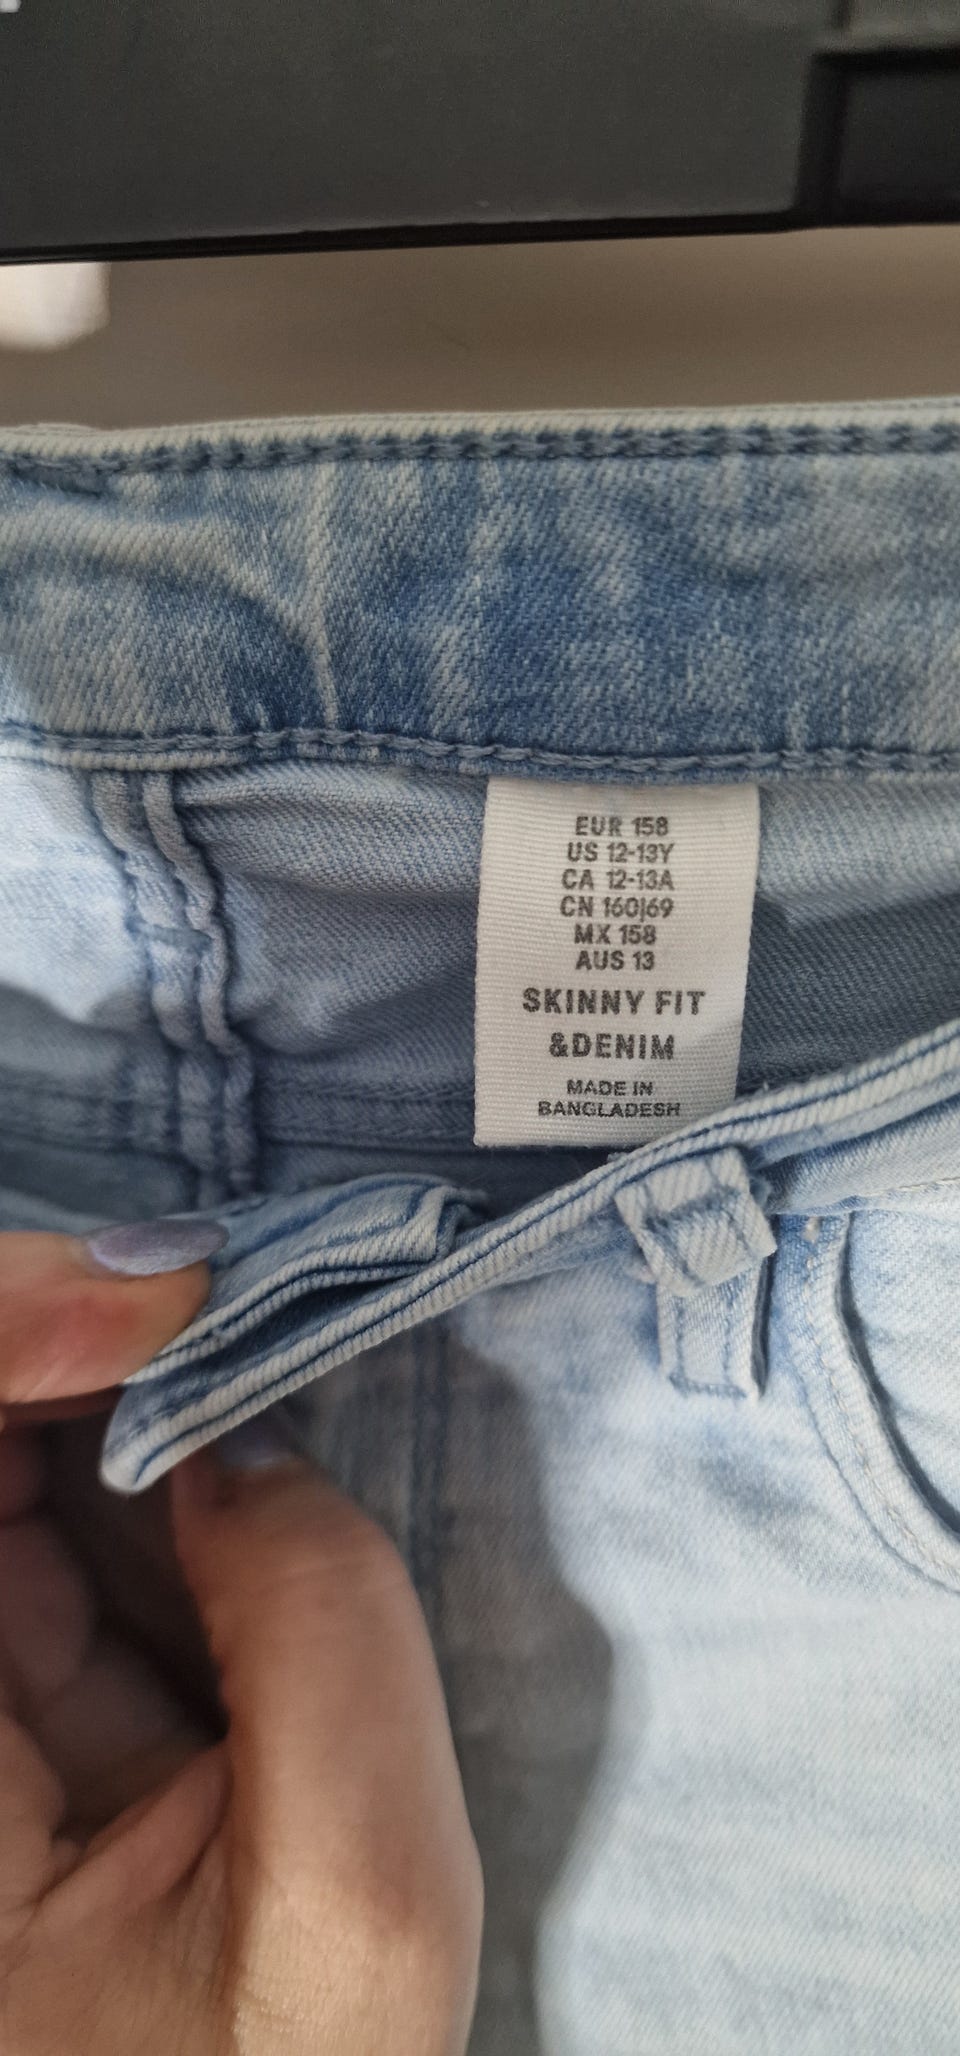 EUR 158
US 12-13Y
CA 12-13A
CN 160|69
MX 158
AUS 13
SKINNY FIT
&DENIM
MADE IN
BANGLADESH